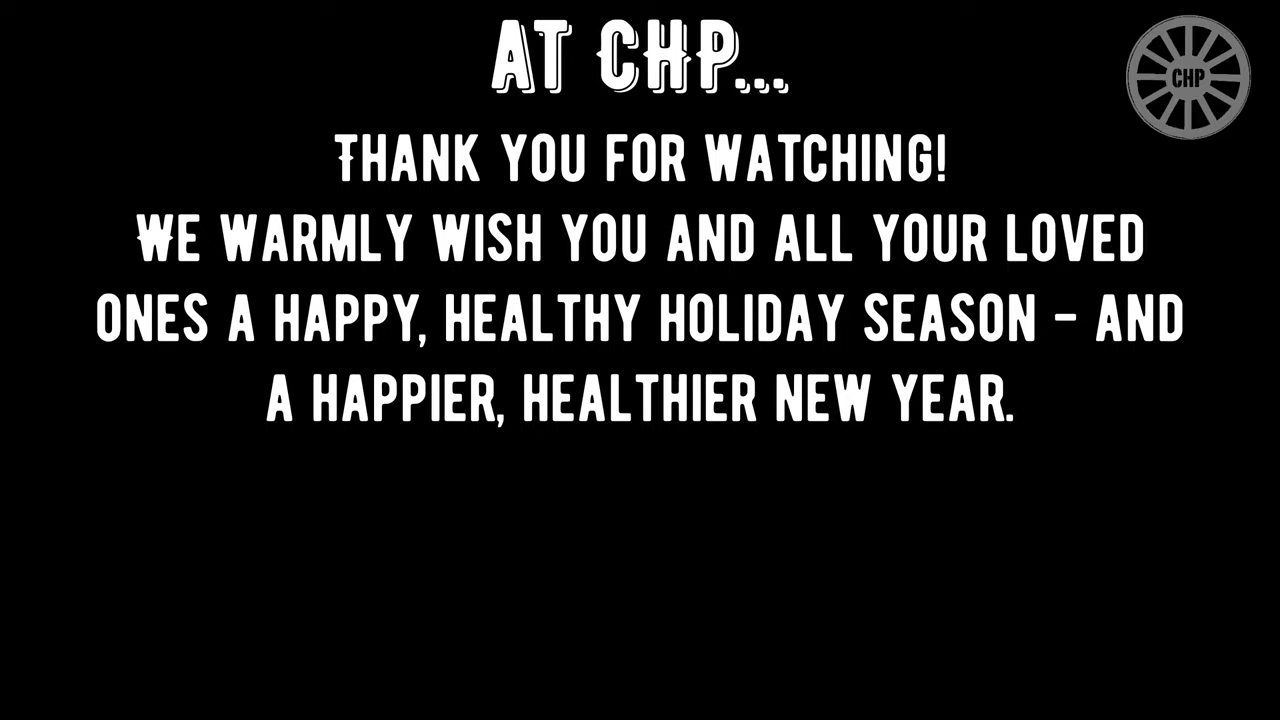 AT CHP...
CHP
THANK YOU FOR WATCHING!
WE WARMLY WISH YOU AND ALL YOUR LOVED
ONES A HAPPY, HEALTHY HOLIDAY SEASON - AND
A HAPPIER, HEALTHIER NEW YEAR.